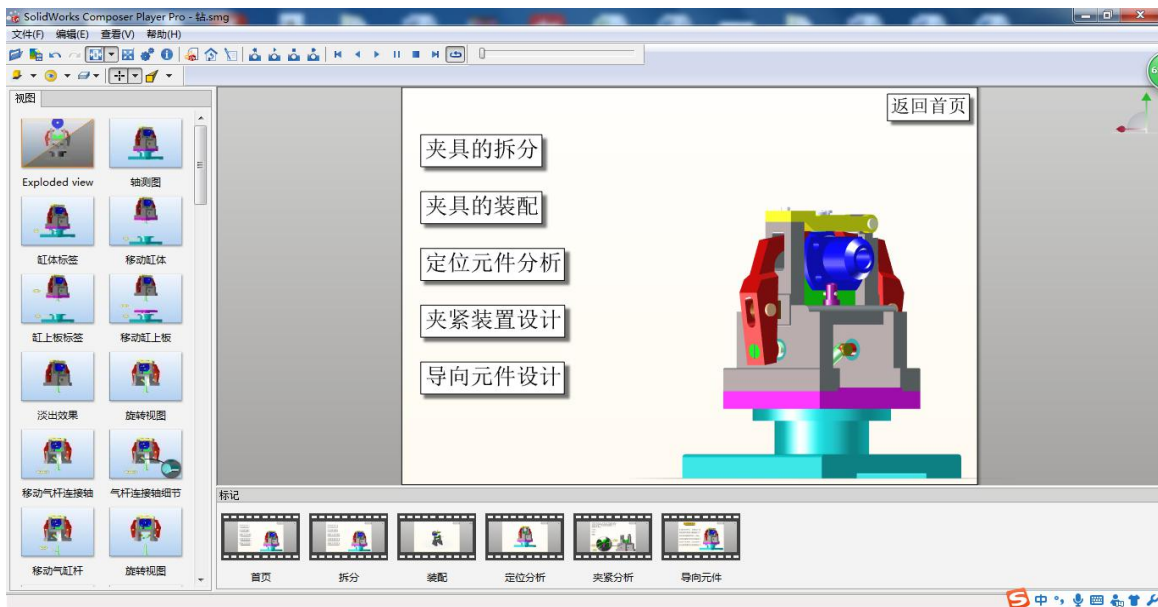 SolidWorks Composer Player Pro - 钻.smg
文件(F) 编辑(E) 查看(V) 帮助(H)
视图
Exploded view 轴测图
缸体标签 移动缸体
缸上板标签 移动缸上板
淡出效果 旋转视图
移动气杆连接轴 气杆连接轴细节
移动气缸杆 旋转视图
返回首页
夹具的拆分
夹具的装配
定位元件分析
夹紧装置设计
导向元件设计
标记
首页 拆分 装配 定位分析 夹紧分析 导向元件
中